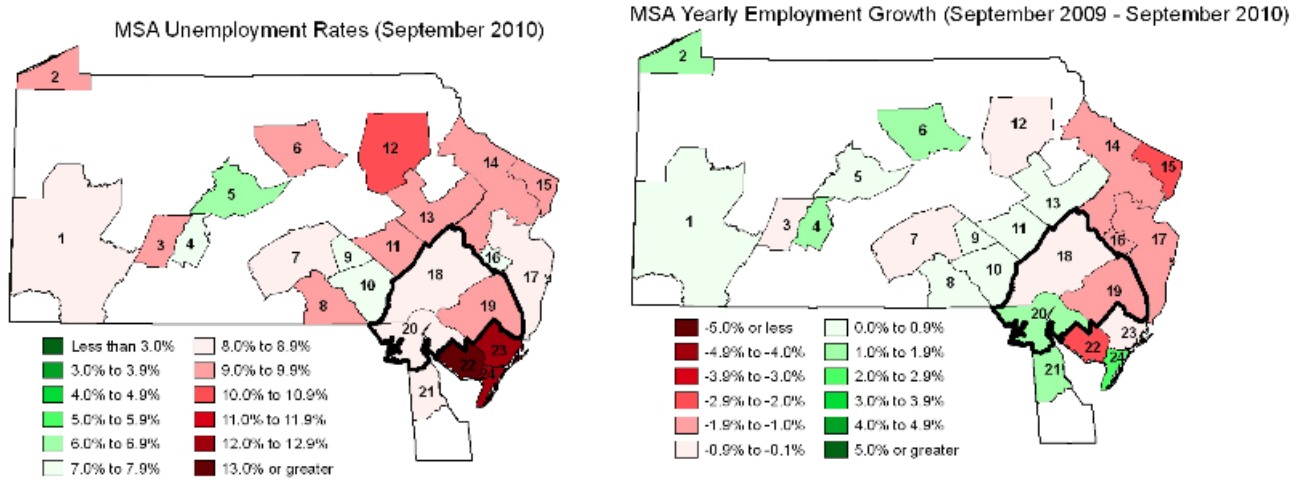 MSA Unemployment Rates (September 2010)
2
12
6
14
15
5
13
1
3
4
11
7
9
16
17
18
10
8
19
20
23
22
24
21
Less than 3.0%
3.0% to 3.9%
4.0% to 4.9%
5.0% to 5.9%
6.0% to 6.9%
7.0% to 7.9%
8.0% to 8.9%
9.0% to 9.9%
10.0% to 10.9%
11.0% to 11.9%
12.0% to 12.9%
13.0% or greater
MSA Yearly Employment Growth (September 2009 - September 2010)
2
12
6
14
15
5
13
1
4
3
11
7
9
16
17
18
10
8
19
20
23
22
24
21
-5.0% or less
-4.9% to -4.0%
-3.9% to -3.0%
-2.9% to -2.0%
-1.9% to -1.0%
-0.9% to -0.1%
0.0% to 0.9%
1.0% to 1.9%
2.0% to 2.9%
3.0% to 3.9%
4.0% to 4.9%
5.0% or greater